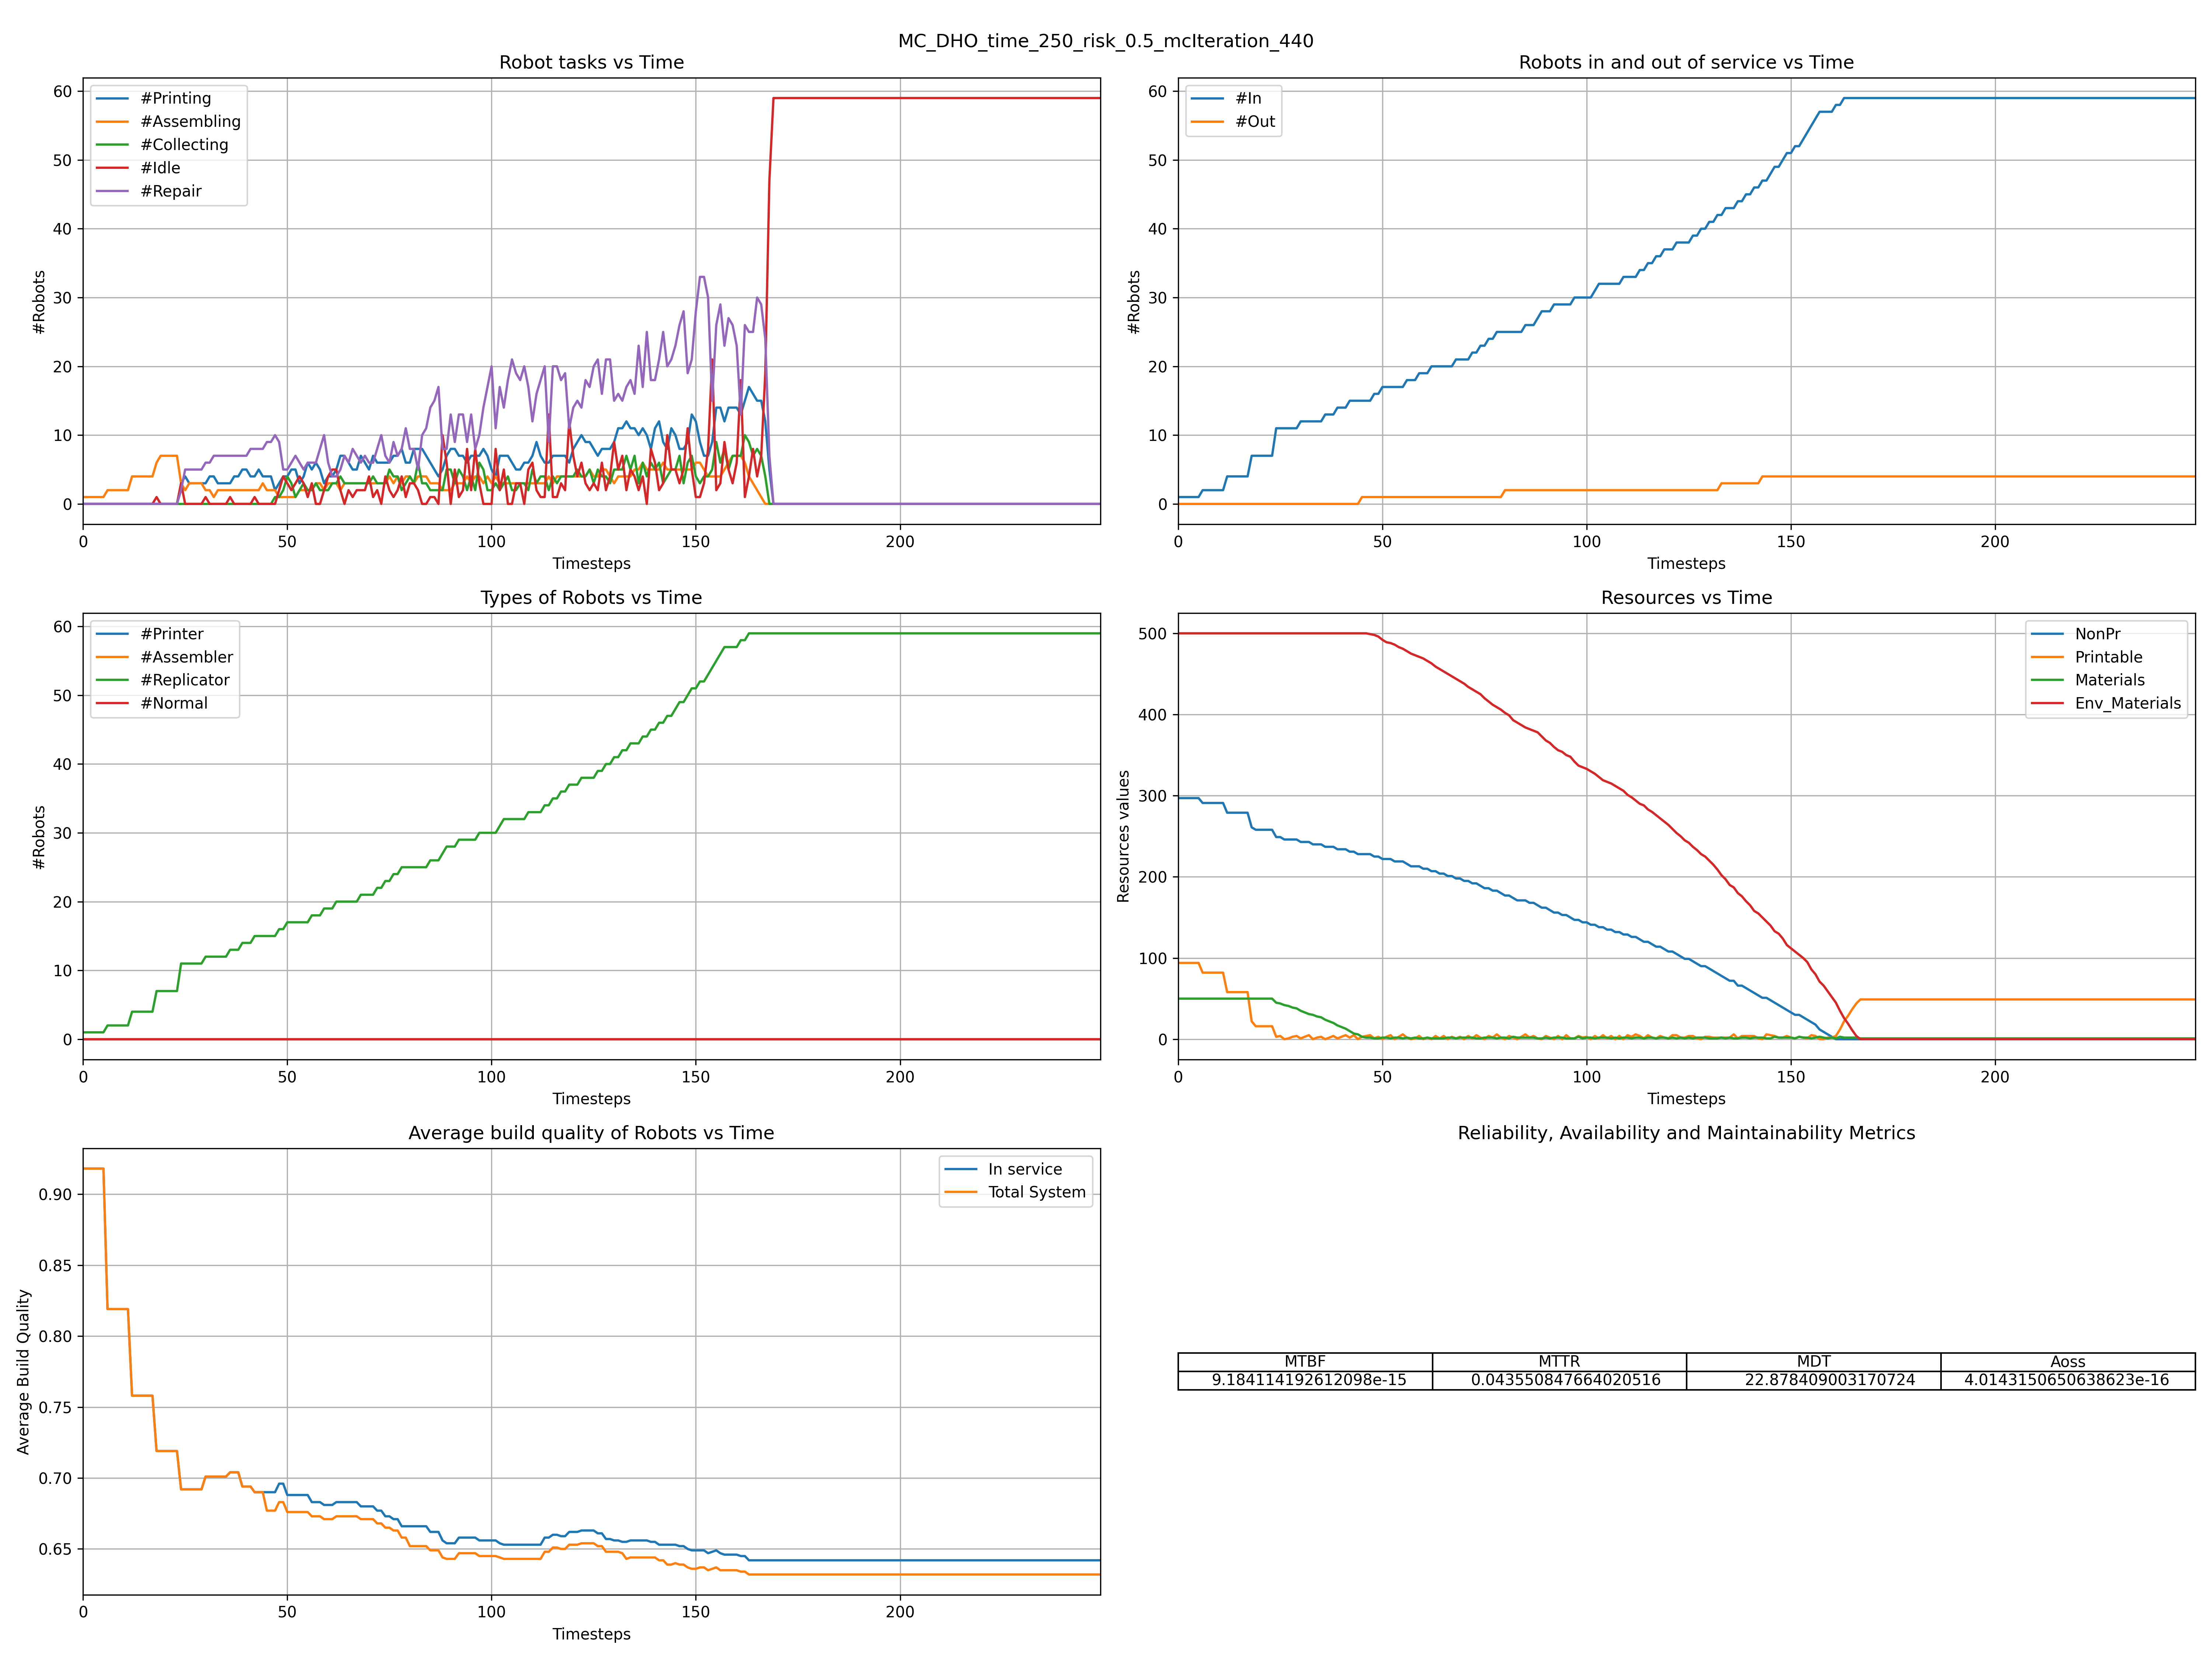 MC_DHO_time_250_risk_0.5_mcIteration_440
Robot tasks vs Time
#Robots
60
50
40
30
20
10
0
#Printing
#Assembling
#Collecting
#Idle
#Repair
0 50 100 150 200
Timesteps
Robots in and out of service vs Time
#Robots
60
50
40
30
20
10
0
#In
#Out
0 50 100 150 200
Timesteps
Types of Robots vs Time
#Robots
60
50
40
30
20
10
0
#Printer
#Assembler
#Replicator
#Normal
0 50 100 150 200
Timesteps
Resources vs Time
Resources values
500
400
300
200
100
0
NonPr
Printable
Materials
Env_Materials
0 50 100 150 200
Timesteps
Average build quality of Robots vs Time
Average Build Quality
0.90
0.85
0.80
0.75
0.70
0.65
In service
Total System
0 50 100 150 200
Timesteps
Reliability, Availability and Maintainability Metrics
MTBF MTTR MDT Aoss
9.184114192612098e-15 0.043550847664020516 22.878409003170724 4.0143150650638623e-16